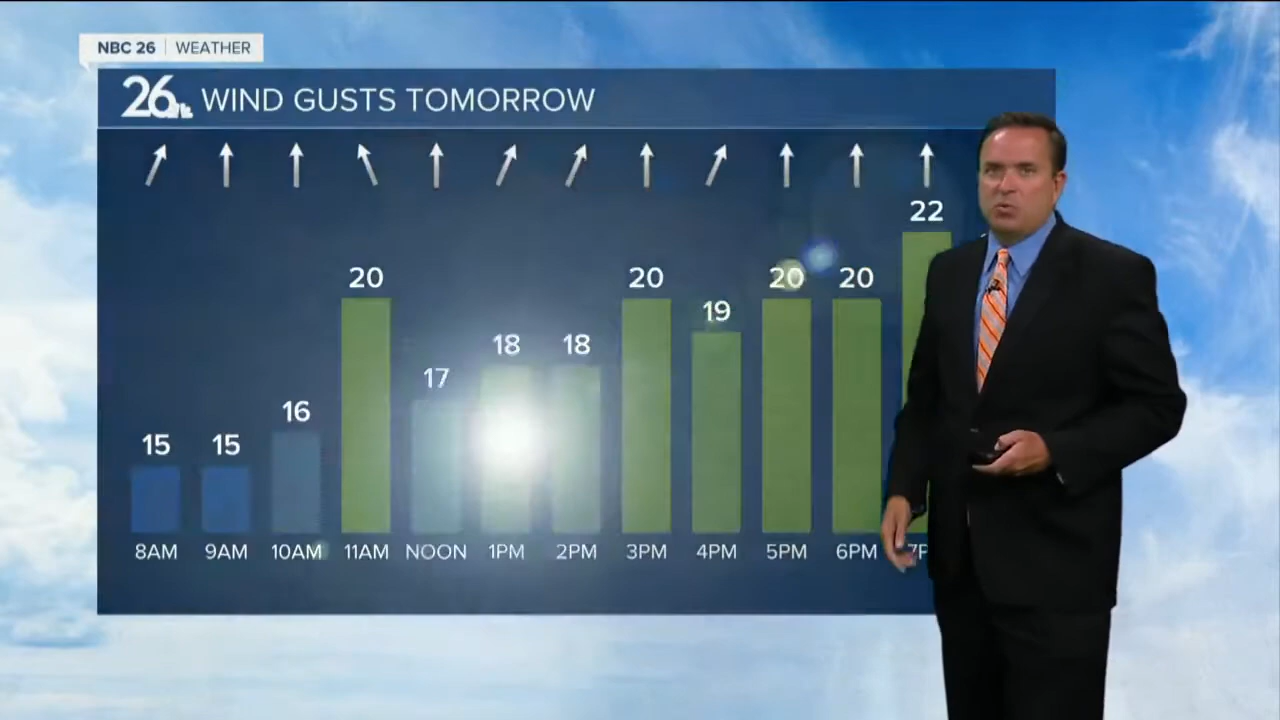 NBC 26 WEATHER
26 WIND GUSTS TOMORROW
22
20 20 20 20
19
18 18
17
16
15 15
8AM 9AM 10AM 11AM NOON 1PM 2PM 3PM 4PM 5PM 6PM